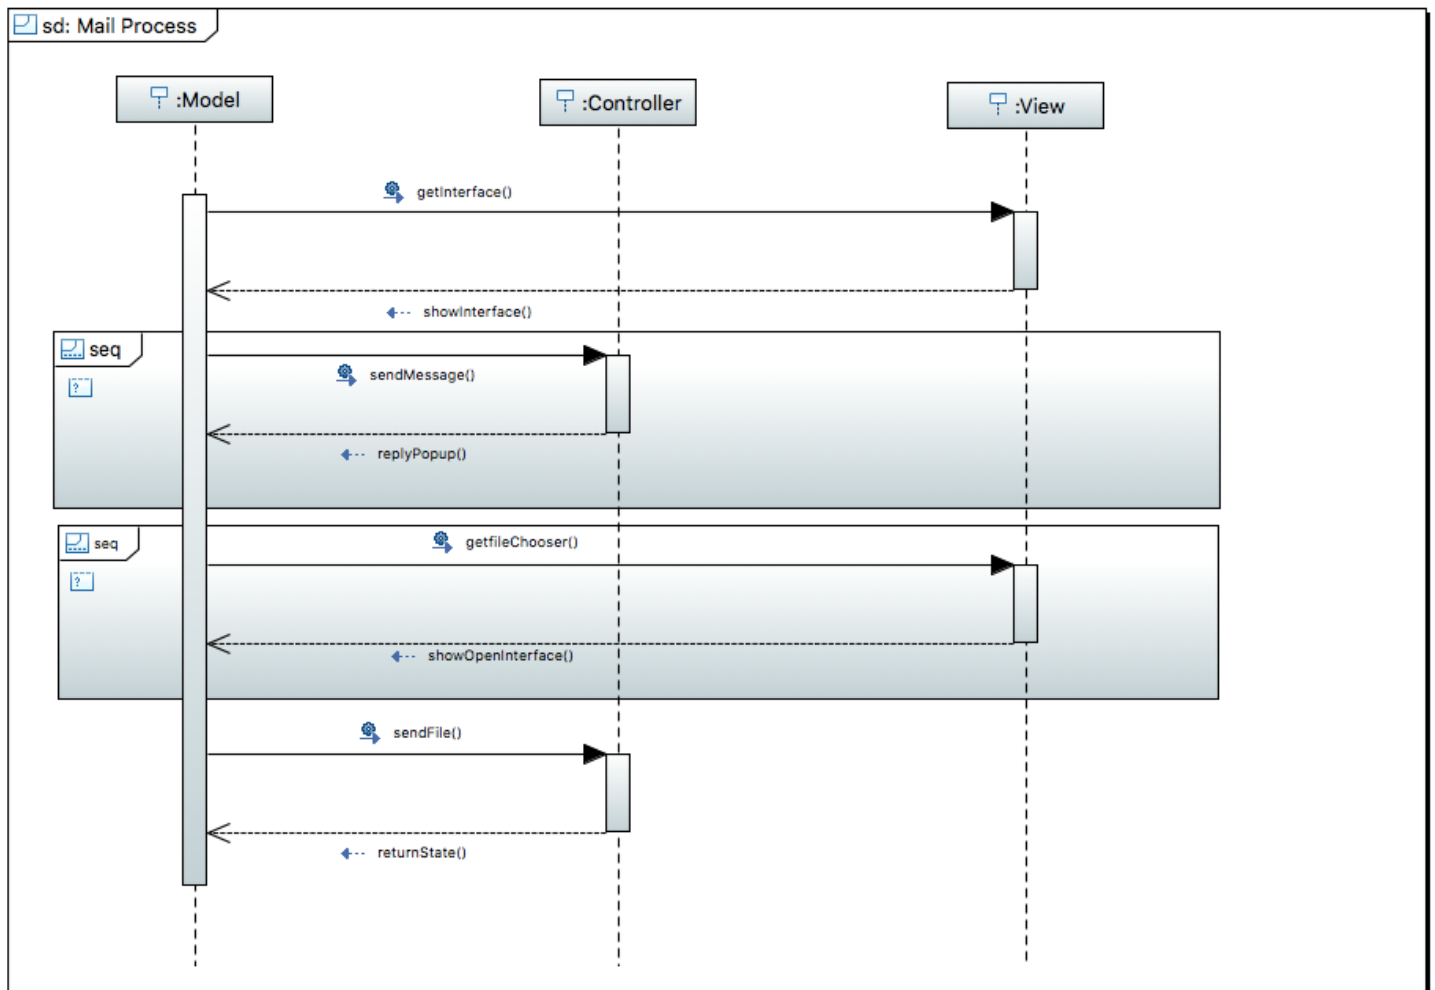 sd: Mail Process
:Model
:Controller
:View
getInterface()
showInterface()
seq
?
sendMessage()
replyPopup()
seq
?
getfileChooser()
showOpenInterface()
sendFile()
returnState()